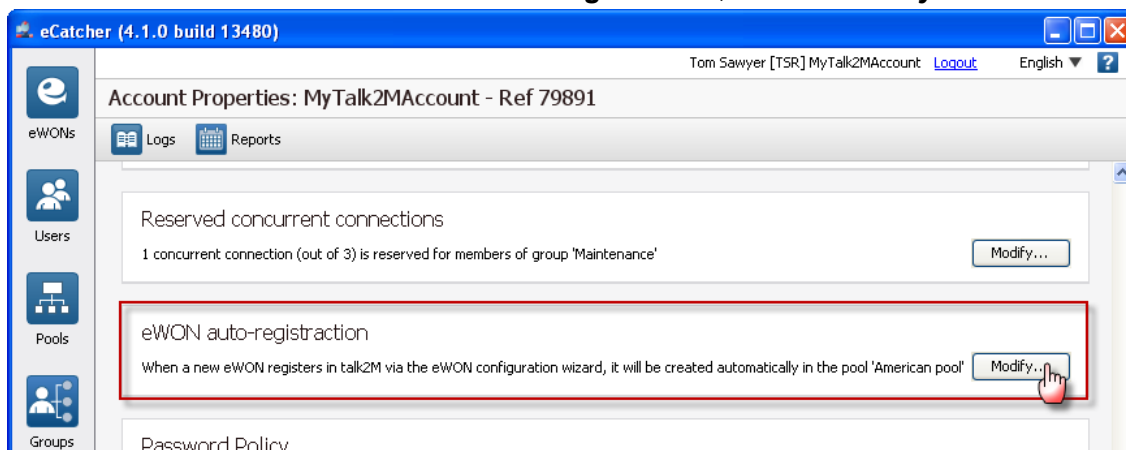 eCatcher (4.1.0 build 13480)
Tom Sawyer [TSR] MyTalk2MAccount Logout English ▼ ?
Account Properties: MyTalk2MAccount - Ref 79891
eWONs
Logs Reports
Users
Reserved concurrent connections
1 concurrent connection (out of 3) is reserved for members of group 'Maintenance'
Modify...
Pools
eWON auto-registraction
When a new eWON registers in talk2M via the eWON configuration wizard, it will be created automatically in the pool 'American pool'
Modify...
Groups
Password Policy